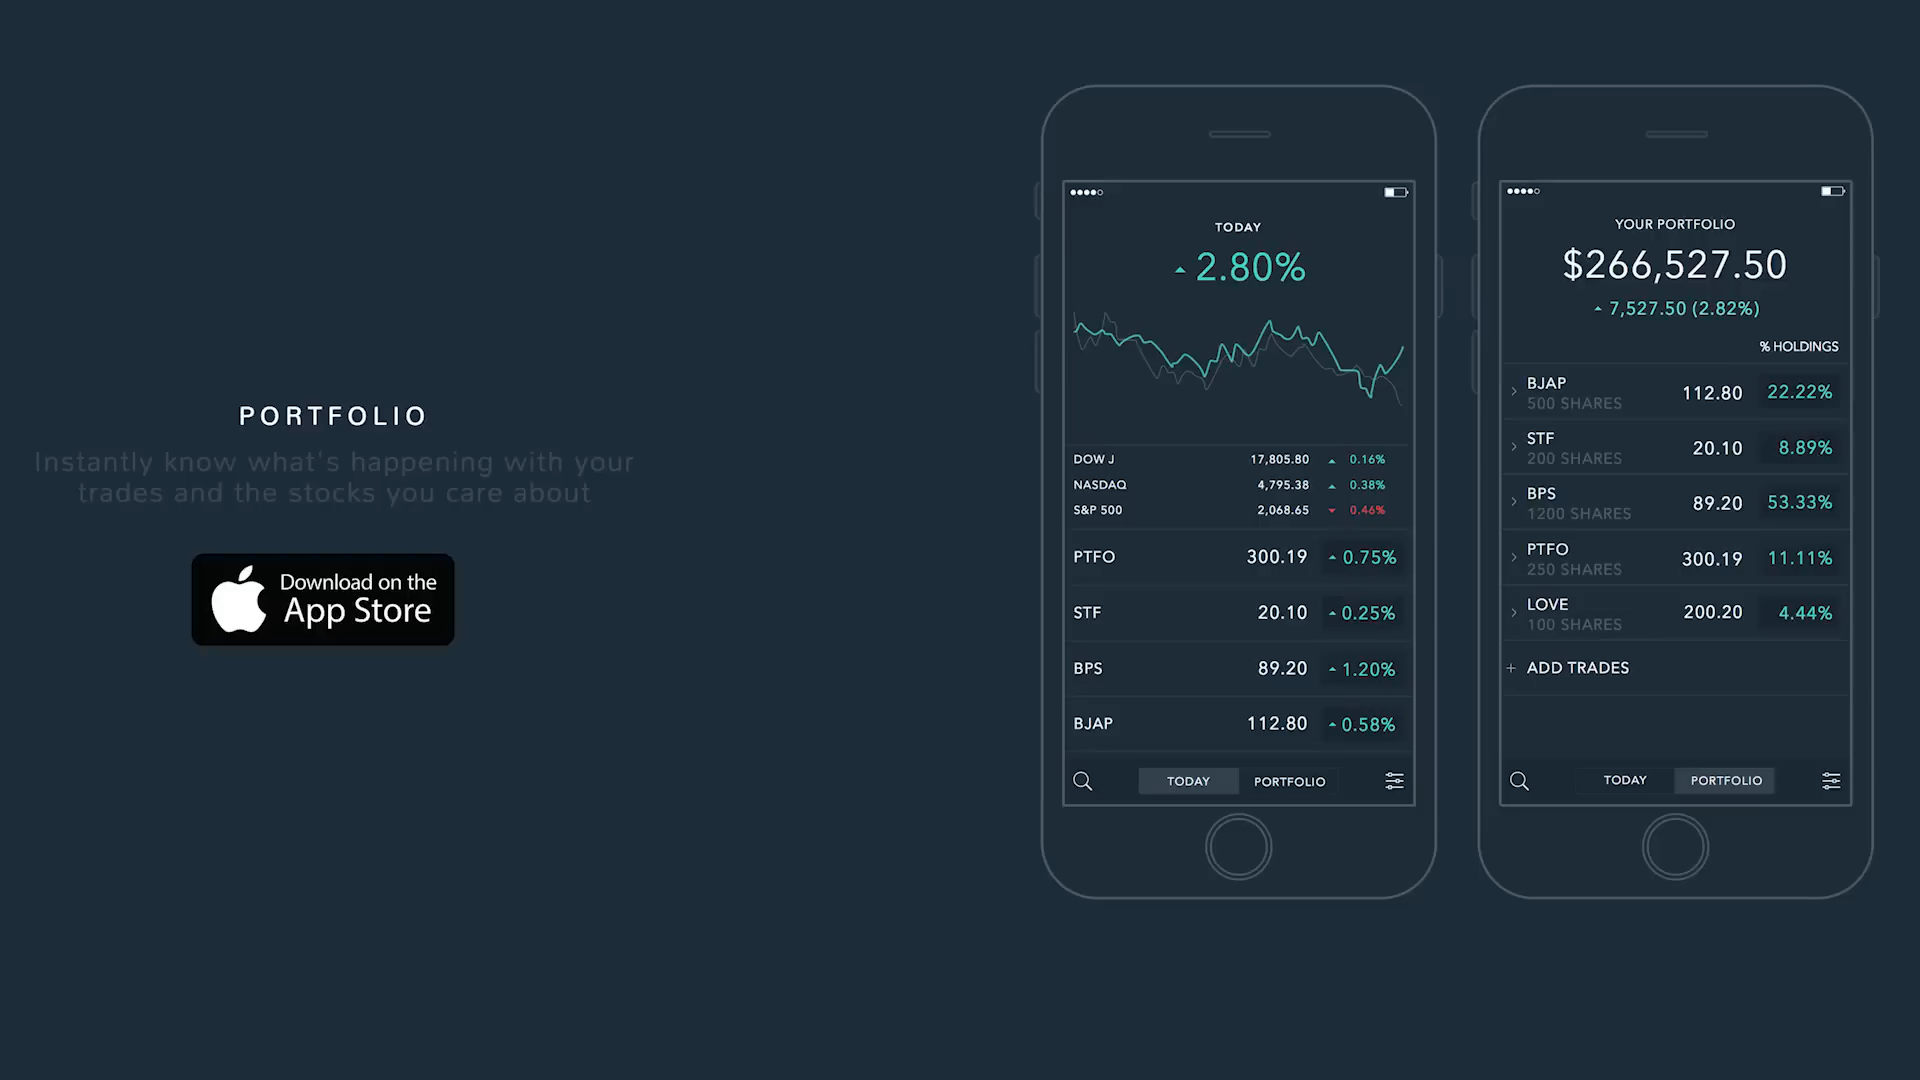 PORTFOLIO
Instantly know what's happening with your
trades and the stocks you care about
Download on the
App Store
TODAY
2.80%
DOW J 17,805.80 0.16%
NASDAQ 4,795.38 0.38%
S&P 500 2,068.65 0.46%
PTFO 300.19 0.75%
STF 20.10 0.25%
BPS 89.20 1.20%
BJAP 112.80 0.58%
TODAY PORTFOLIO
YOUR PORTFOLIO
$266,527.50
7,527.50 (2.82%)
% HOLDINGS
BJAP 112.80 22.22%
500 SHARES
STF 20.10 8.89%
200 SHARES
BPS 89.20 53.33%
1200 SHARES
PTFO 300.19 11.11%
250 SHARES
LOVE 200.20 4.44%
100 SHARES
+ ADD TRADES
TODAY PORTFOLIO